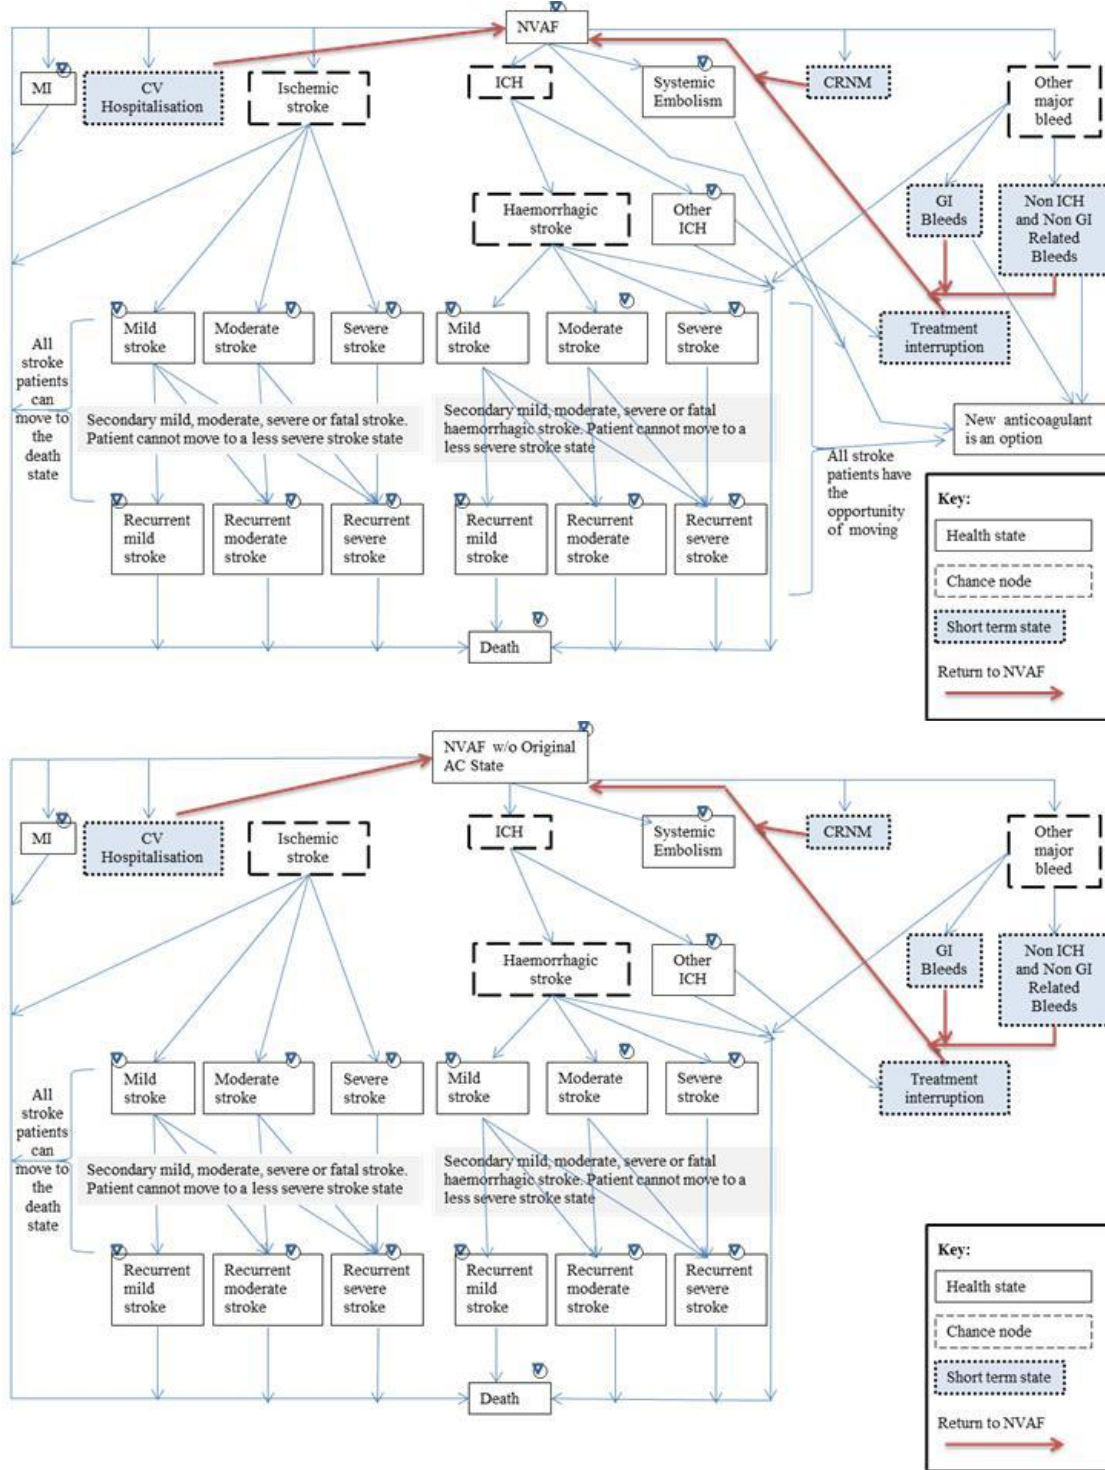 NVAF
MI
CV
Hospitalisation
Ischemic
stroke
ICH
Systemic
Embolism
CRNM
Other
major
bleed
Haemorrhagic
stroke
Other
ICH
GI
Bleeds
Non ICH
and Non GI
Related
Bleeds
All
stroke
patients
can
move to
the
death
state
Mild
stroke
Moderate
stroke
Severe
stroke
Mild
stroke
Moderate
stroke
Severe
stroke
Treatment
interruption
Secondary mild, moderate, severe or fatal stroke.
Patient cannot move to a less severe stroke state
Secondary mild, moderate, severe or fatal
haemorrhagic stroke. Patient cannot move to a
less severe stroke state
New anticoagulant
is an option
All stroke
patients have
the
opportunity
of moving
Recurrent
mild
stroke
Recurrent
moderate
stroke
Recurrent
severe
stroke
Recurrent
mild
stroke
Recurrent
moderate
stroke
Recurrent
severe
stroke
Death
Key:
Health state
Chance node
Short term state
Return to NVAF
NVAF w/o Original
AC State
MI
CV
Hospitalisation
Ischemic
stroke
ICH
Systemic
Embolism
CRNM
Other
major
bleed
Haemorrhagic
stroke
Other
ICH
GI
Bleeds
Non ICH
and Non GI
Related
Bleeds
All
stroke
patients
can
move to
the
death
state
Mild
stroke
Moderate
stroke
Severe
stroke
Mild
stroke
Moderate
stroke
Severe
stroke
Treatment
interruption
Secondary mild, moderate, severe or fatal stroke.
Patient cannot move to a less severe stroke state
Secondary mild, moderate, severe or fatal
haemorrhagic stroke. Patient cannot move to a
less severe stroke state
Recurrent
mild
stroke
Recurrent
moderate
stroke
Recurrent
severe
stroke
Recurrent
mild
stroke
Recurrent
moderate
stroke
Recurrent
severe
stroke
Death
Key:
Health state
Chance node
Short term state
Return to NVAF